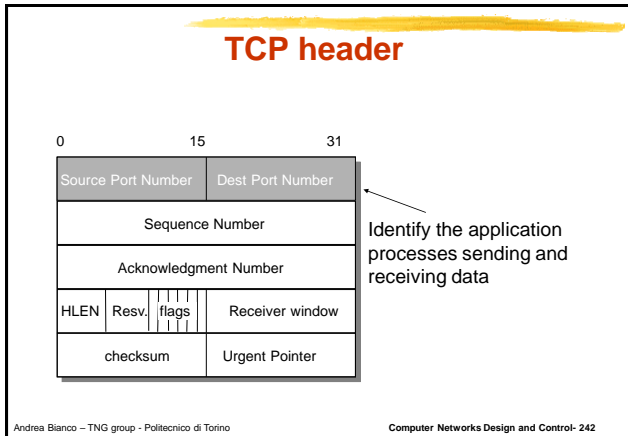 TCP header
0 15 31
Source Port Number Dest Port Number
Sequence Number
Acknowledgment Number
HLEN Resv. flags Receiver window
checksum Urgent Pointer
Identify the application
processes sending and
receiving data
Andrea Bianco – TNG group - Politecnico di Torino Computer Networks Design and Control- 242